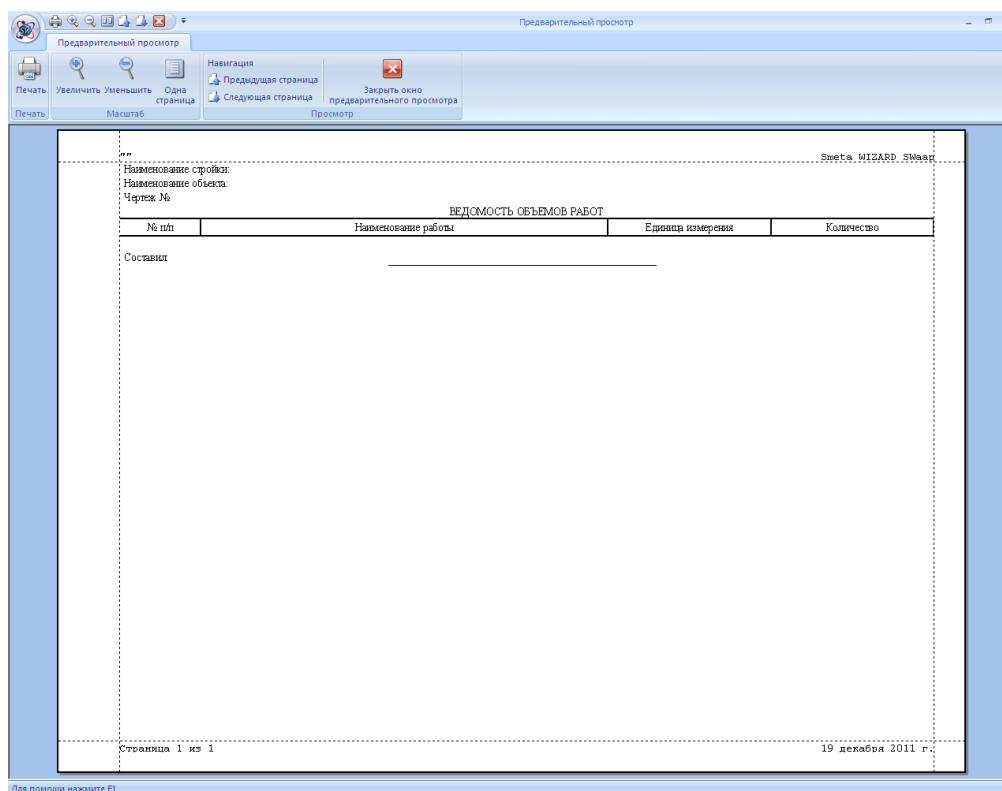 Предварительный просмотр
Предварительный просмотр
Печать
Увеличить
Уменьшить
Одна
страница
Навигация
Предыдущая страница
Следующая страница
Закрыть окно
предварительного просмотра
Печать
Масштаб
Просмотр
"" Smeta WIZARD SWaap
Наименование стройки:
Наименование объекта:
Чертеж №
ВЕДОМОСТЬ ОБЪЕМОВ РАБОТ
№ п/п Наименование работы Единица измерения Количество
Составил
Страница 1 из 1 19 декабря 2011 г.
Для помощи нажмите F1